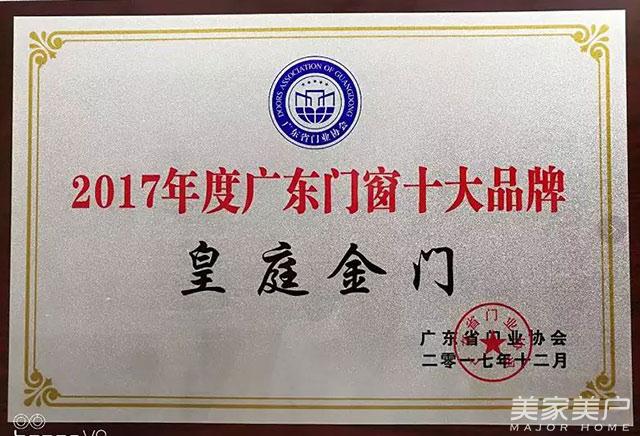 DOORS ASSOCIATION OF GUANGDONG
广东省门业协会
2017年度广东门窗十大品牌
皇庭金门
广东省门业协会
二零一七年十二月
美家美户
MAJOR HOME